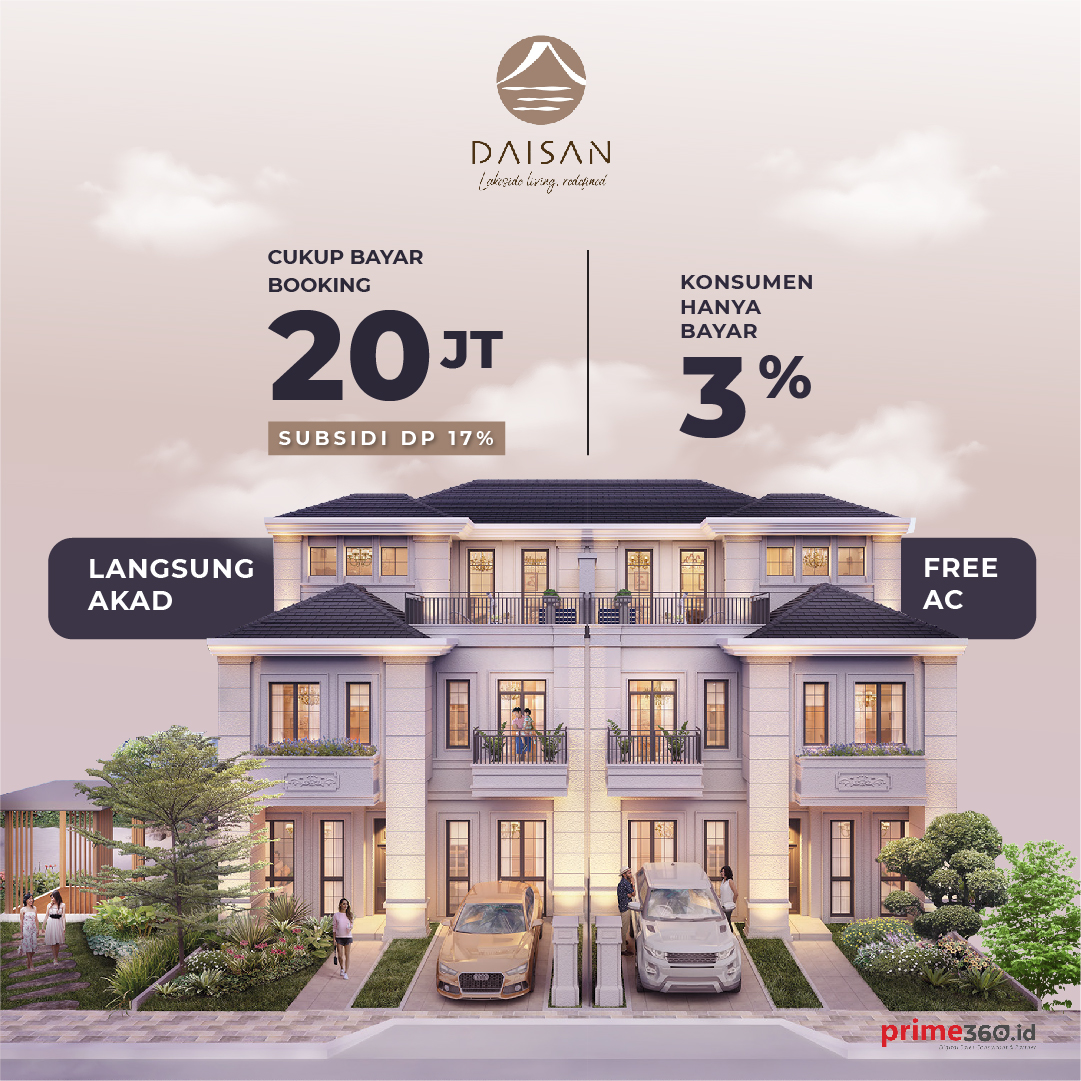 DAISAN
Lakeside living, redefined
CUKUP BAYAR
BOOKING
20 JT
SUBSIDI DP 17%
KONSUMEN
HANYA
BAYAR
3%
LANGSUNG
AKAD
FREE
AC
prime360.id